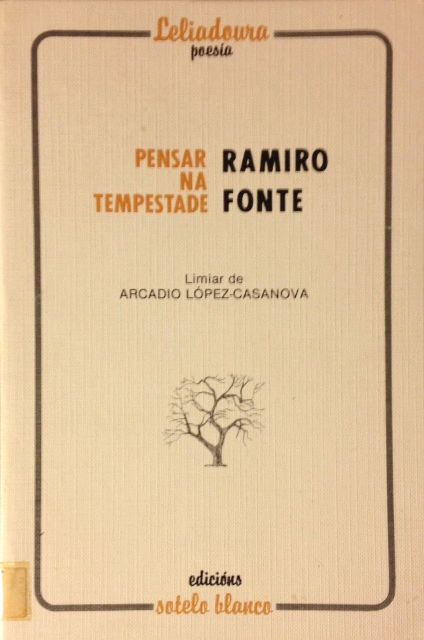 Leliadoura
poesía
PENSAR
NA
TEMPESTADE
RAMIRO
FONTE
Limiar de
ARCADIO LÓPEZ-CASANOVA
edicións
sotelo blanco